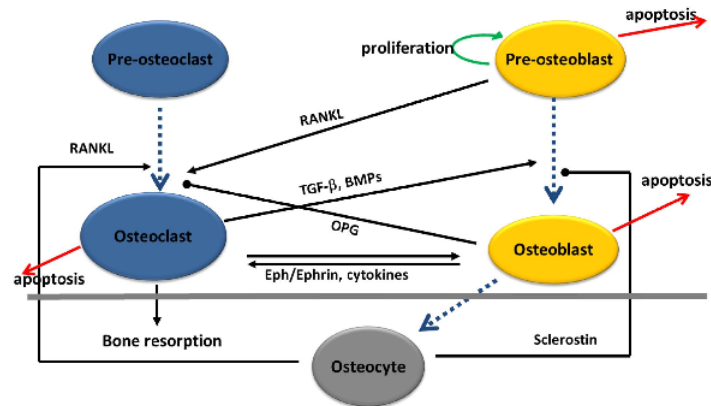 apoptosis
proliferation
Pre-osteoclast
Pre-osteoblast
RANKL
RANKL
TGF-β, BMPs
apoptosis
OPG
Osteoclast
Osteoblast
Eph/Ephrin, cytokines
apoptosis
Bone resorption
Sclerostin
Osteocyte